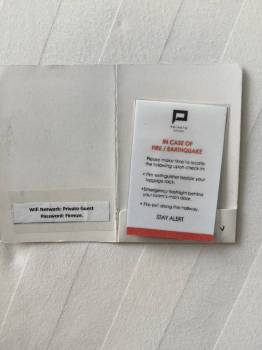 Wifi Network: Private Guest
Password: Firenze.
P
PRIVATO
IN CASE OF
FIRE / EARTHQUAKE
Please make time to locate
the following upon check in:
• Fire extinguisher beside your
luggage rack.
•Emergency flashlight behind
your room's main door.
• Fire exit along the hallway.
STAY ALERT